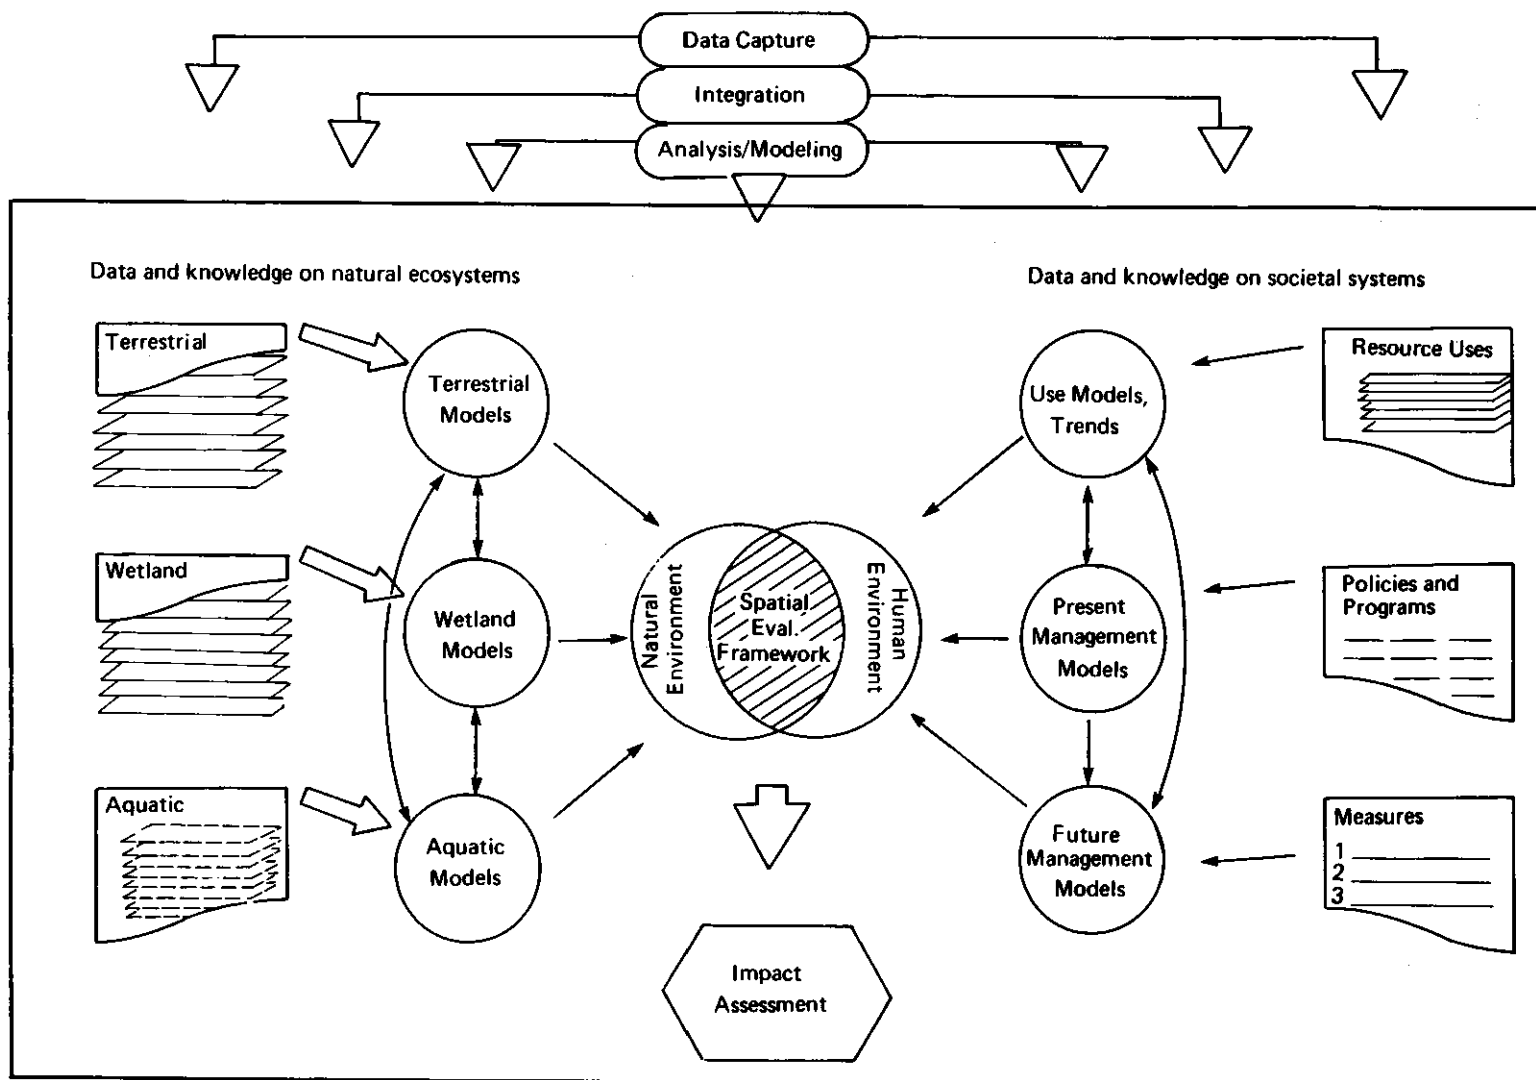 Data Capture
Integration
Analysis/Modeling
Data and knowledge on natural ecosystems
Data and knowledge on societal systems
Terrestrial
Terrestrial
Models
Use Models,
Trends
Resource Uses
Wetland
Wetland
Models
Natural
Environment
Spatial
Eval.
Framework
Human
Environment
Present
Management
Models
Policies and
Programs
Aquatic
Aquatic
Models
Future
Management
Models
Measures
1
2
3
Impact
Assessment